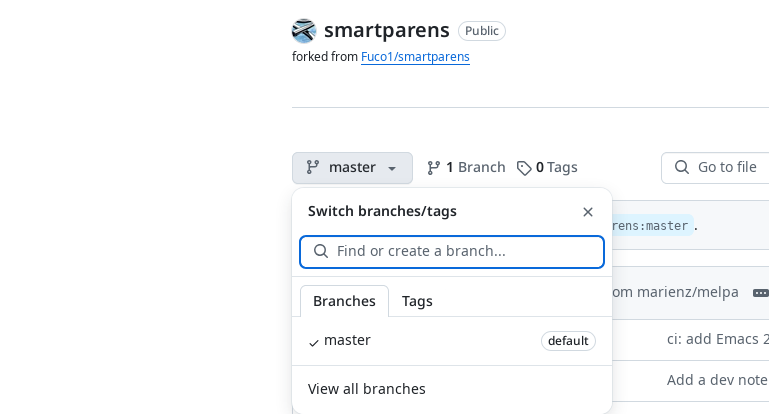 smartparens Public
forked from Fuco1/smartparens
master 1 Branch 0 Tags Go to file
Switch branches/tags
rens:master .
Find or create a branch...
om marienz/melpa
Branches Tags
master default
ci: add Emacs 2
Add a dev note
View all branches